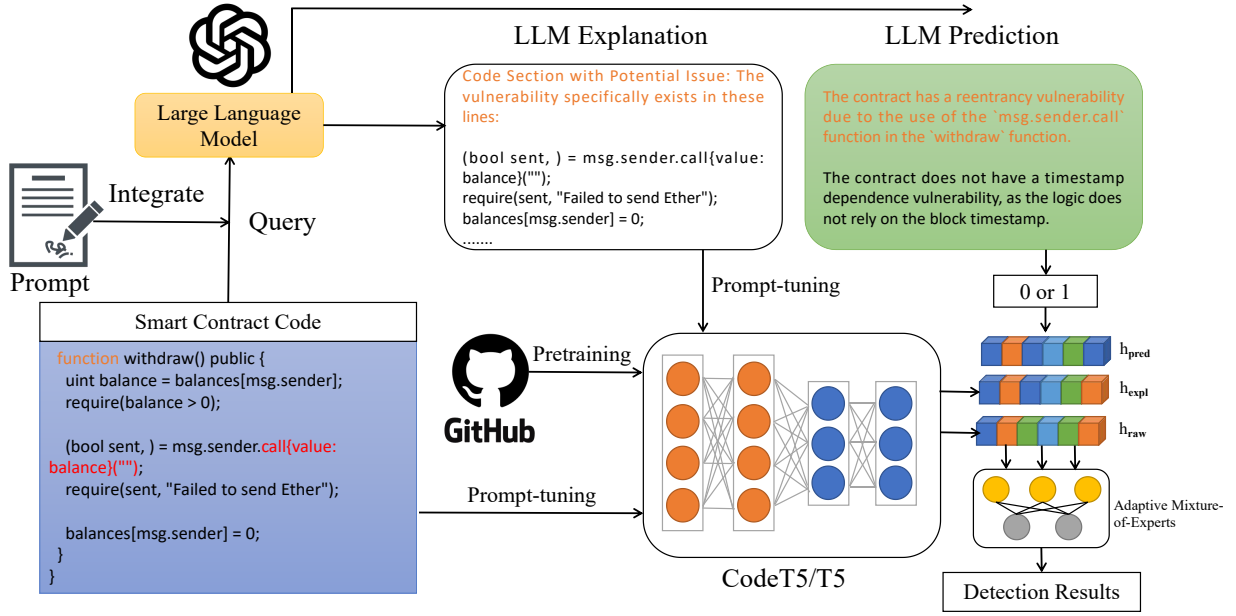 LLM Explanation
LLM Prediction
Large Language
Model
Code Section with Potential Issue: The
vulnerability specifically exists in these
lines:
(bool sent, ) = msg.sender.call{value:
balance}("");
require(sent, "Failed to send Ether");
balances[msg.sender] = 0;
.......
The contract has a reentrancy vulnerability
due to the use of the `msg.sender.call`
function in the `withdraw` function.
The contract does not have a timestamp
dependence vulnerability, as the logic does
not rely on the block timestamp.
Integrate
Query
Prompt
Prompt-tuning
0 or 1
Smart Contract Code
function withdraw() public {
uint balance = balances[msg.sender];
require(balance > 0);
(bool sent, ) = msg.sender.call{value:
balance}("");
require(sent, "Failed to send Ether");
balances[msg.sender] = 0;
}
}
Pretraining
GitHub
Prompt-tuning
CodeT5/T5
hpred
hexpl
hraw
Adaptive Mixture-
of-Experts
Detection Results